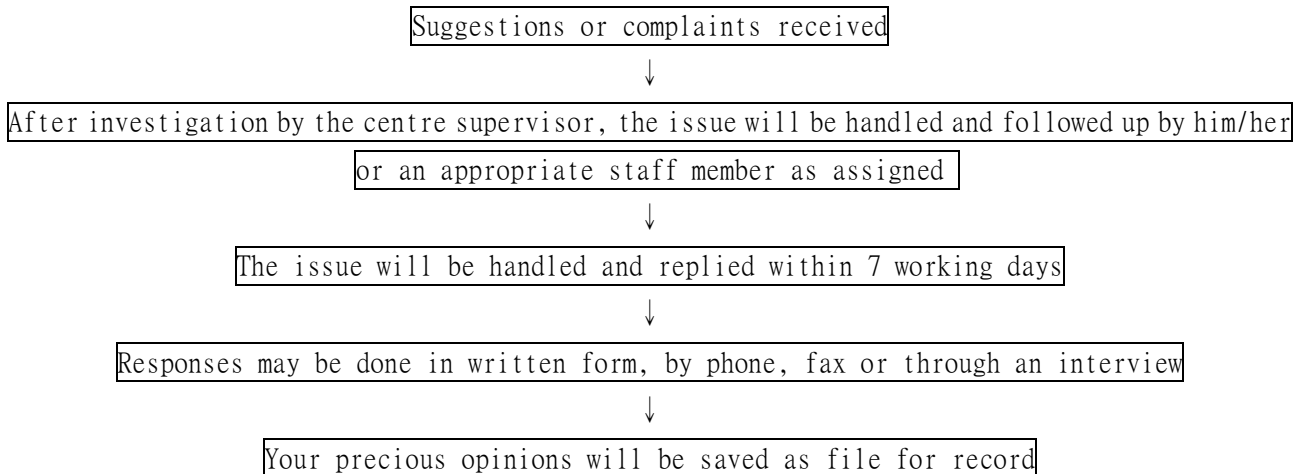 Suggestions or complaints received
↓
After investigation by the centre supervisor, the issue will be handled and followed up by him/her
or an appropriate staff member as assigned
↓
The issue will be handled and replied within 7 working days
↓
Responses may be done in written form, by phone, fax or through an interview
↓
Your precious opinions will be saved as file for record